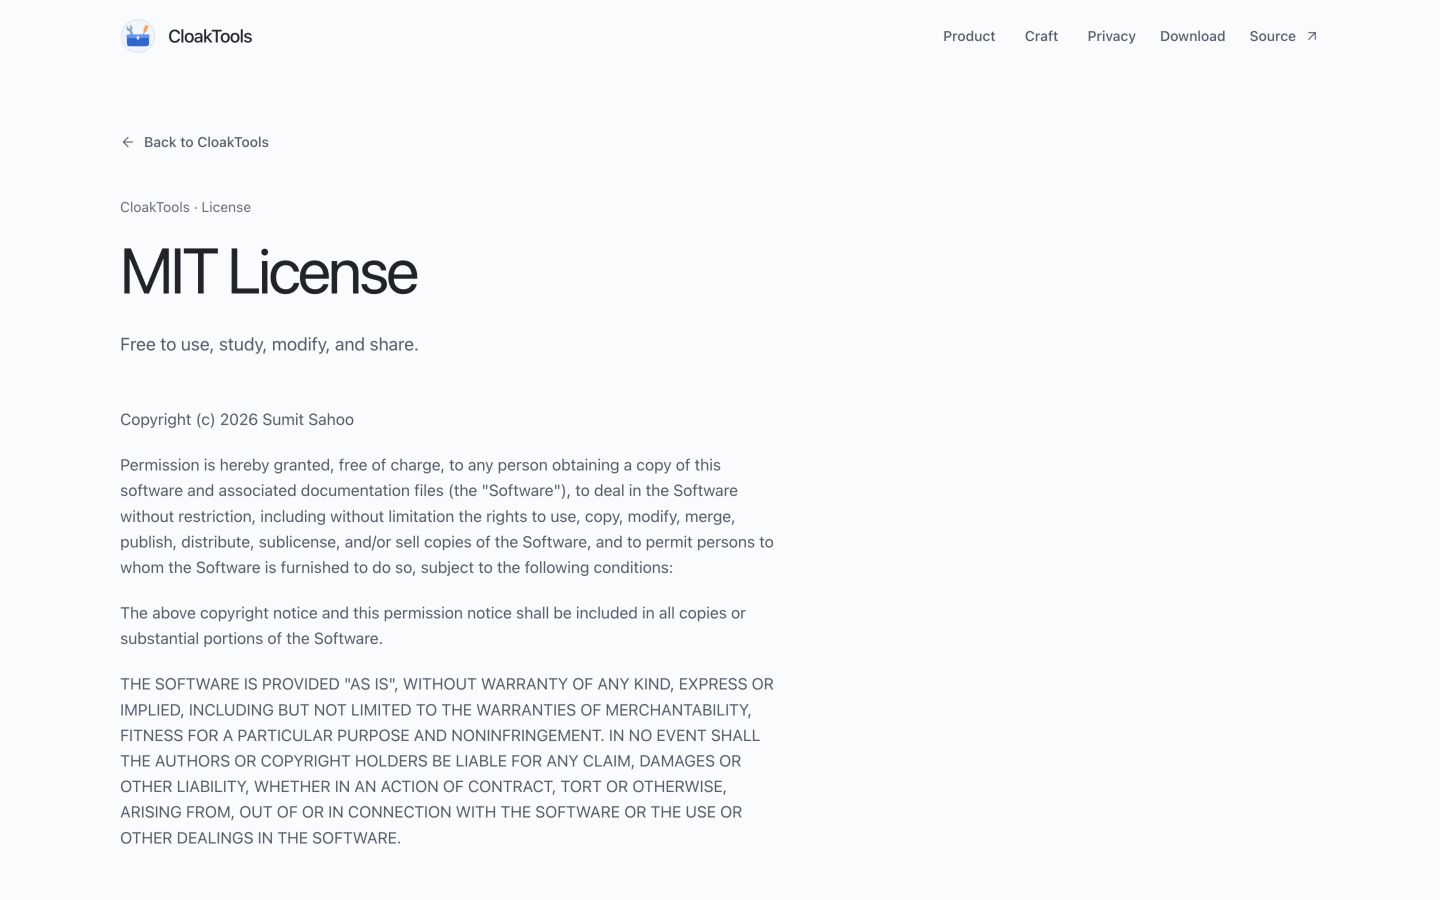 CloakTools
Product Craft Privacy Download Source
Back to CloakTools
CloakTools · License
MIT License
Free to use, study, modify, and share.
Copyright (c) 2026 Sumit Sahoo
Permission is hereby granted, free of charge, to any person obtaining a copy of this
software and associated documentation files (the "Software"), to deal in the Software
without restriction, including without limitation the rights to use, copy, modify, merge,
publish, distribute, sublicense, and/or sell copies of the Software, and to permit persons to
whom the Software is furnished to do so, subject to the following conditions:
The above copyright notice and this permission notice shall be included in all copies or
substantial portions of the Software.
THE SOFTWARE IS PROVIDED "AS IS", WITHOUT WARRANTY OF ANY KIND, EXPRESS OR
IMPLIED, INCLUDING BUT NOT LIMITED TO THE WARRANTIES OF MERCHANTABILITY,
FITNESS FOR A PARTICULAR PURPOSE AND NONINFRINGEMENT. IN NO EVENT SHALL
THE AUTHORS OR COPYRIGHT HOLDERS BE LIABLE FOR ANY CLAIM, DAMAGES OR
OTHER LIABILITY, WHETHER IN AN ACTION OF CONTRACT, TORT OR OTHERWISE,
ARISING FROM, OUT OF OR IN CONNECTION WITH THE SOFTWARE OR THE USE OR
OTHER DEALINGS IN THE SOFTWARE.